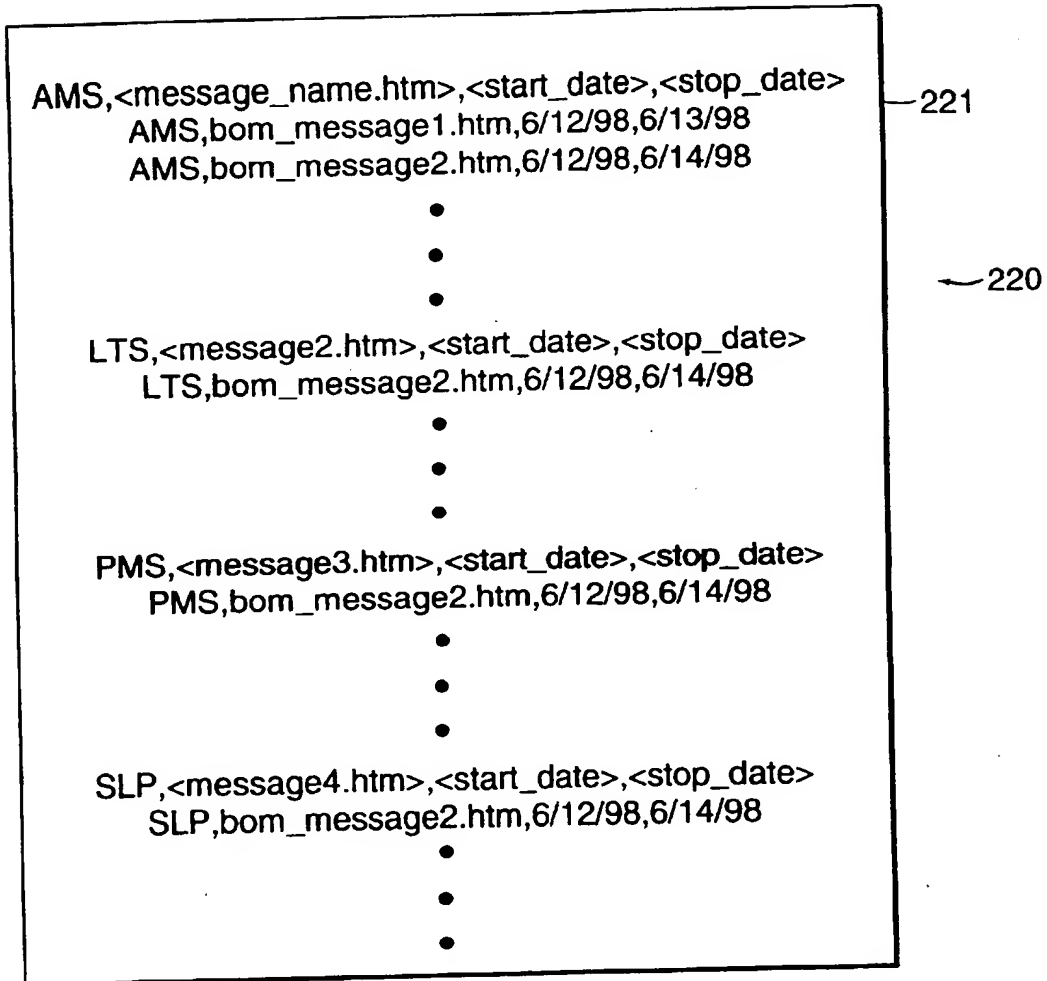 AMS,<message_name.htm>,<start_date>,<stop_date>
221
AMS,bom_message1.htm,6/12/98,6/13/98
AMS,bom_message2.htm,6/12/98,6/14/98
220
LTS,<message2.htm>,<start_date>,<stop_date>
LTS,bom_message2.htm,6/12/98,6/14/98
PMS,<message3.htm>,<start_date>,<stop_date>
PMS,bom_message2.htm,6/12/98,6/14/98
SLP,<message4.htm>,<start_date>,<stop_date>
SLP,bom_message2.htm,6/12/98,6/14/98